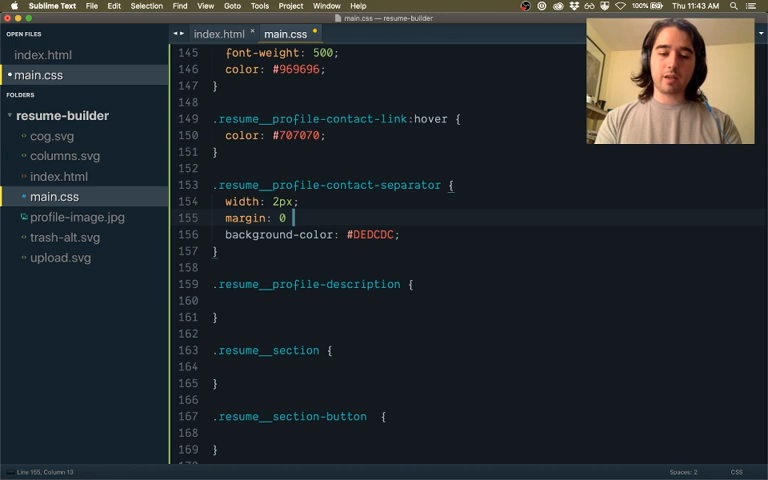 Sublime Text File Edit Selection Find View Goto Tools Project Window Help 100% Thu 11:43 AM
main.css — resume-builder
OPEN FILES
index.html
main.css
FOLDERS
resume-builder
cog.svg
columns.svg
index.html
main.css
profile-image.jpg
trash-alt.svg
upload.svg
index.html main.css
145 font-weight: 500;
146 color: #969696;
147 }
148
149 .resume__profile-contact-link:hover {
150 color: #707070;
151 }
152
153 .resume__profile-contact-separator {
154 width: 2px;
155 margin: 0
156 background-color: #DEDCDC;
157 }
158
159 .resume__profile-description {
160
161 }
162
163 .resume__section {
164
165 }
166
167 .resume__section-button {
168
169 }
Line 155, Column 13 Spaces: 2 CSS